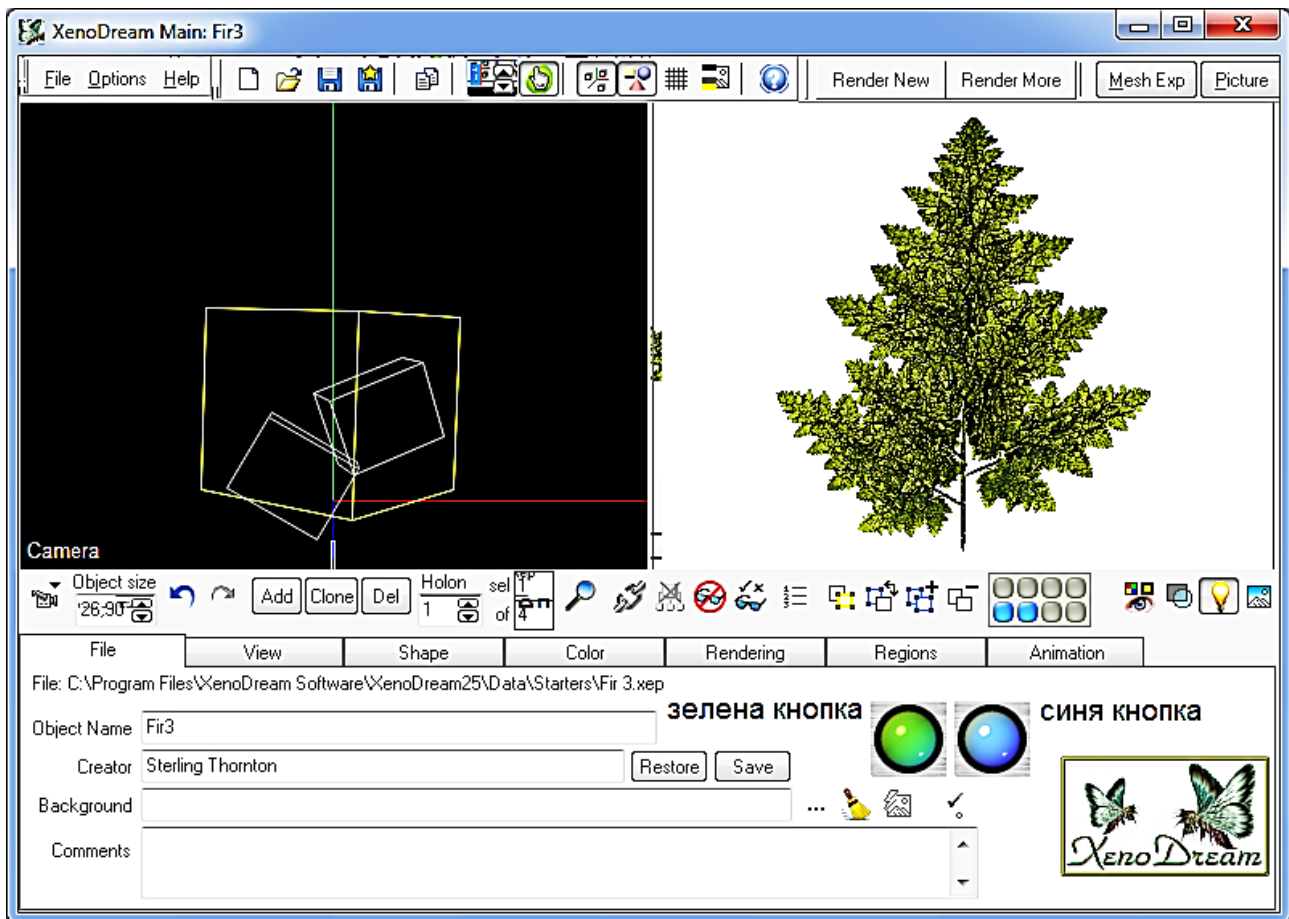 XenoDream Main: Fir3
File Options Help Render New Render More Mesh Exp Picture
Camera
Object size
Add Clone Del
Holon
1
sel
of 4
File View Shape Color Rendering Regions Animation
File: C:\Program Files\XenoDream Software\XenoDream25\Data\Starters\Fir 3.xep
зелена кнопка синя кнопка
Object Name Fir3
Creator Sterling Thornton Restore Save
Background ...
Comments
XenoDream